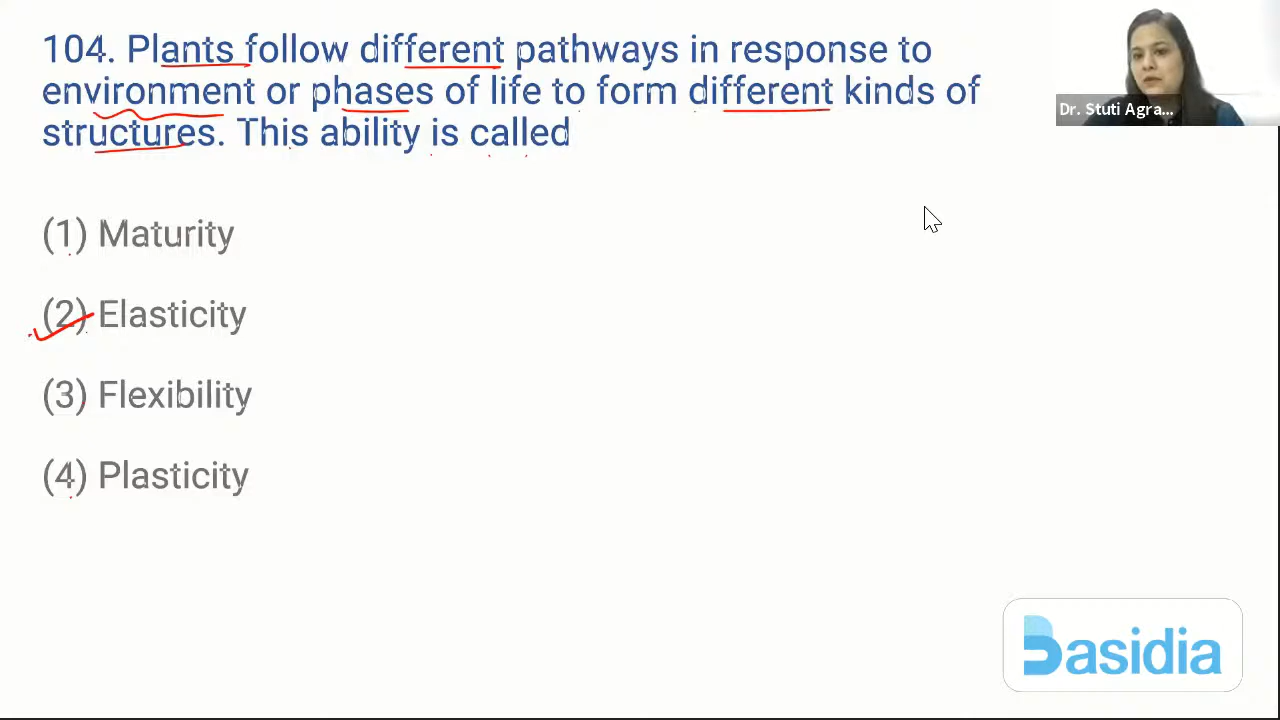 104. Plants follow different pathways in response to
environment or phases of life to form different kinds of
structures. This ability is called
Dr. Stuti Agra...
(1) Maturity
(2) Elasticity
(3) Flexibility
(4) Plasticity
Basidia